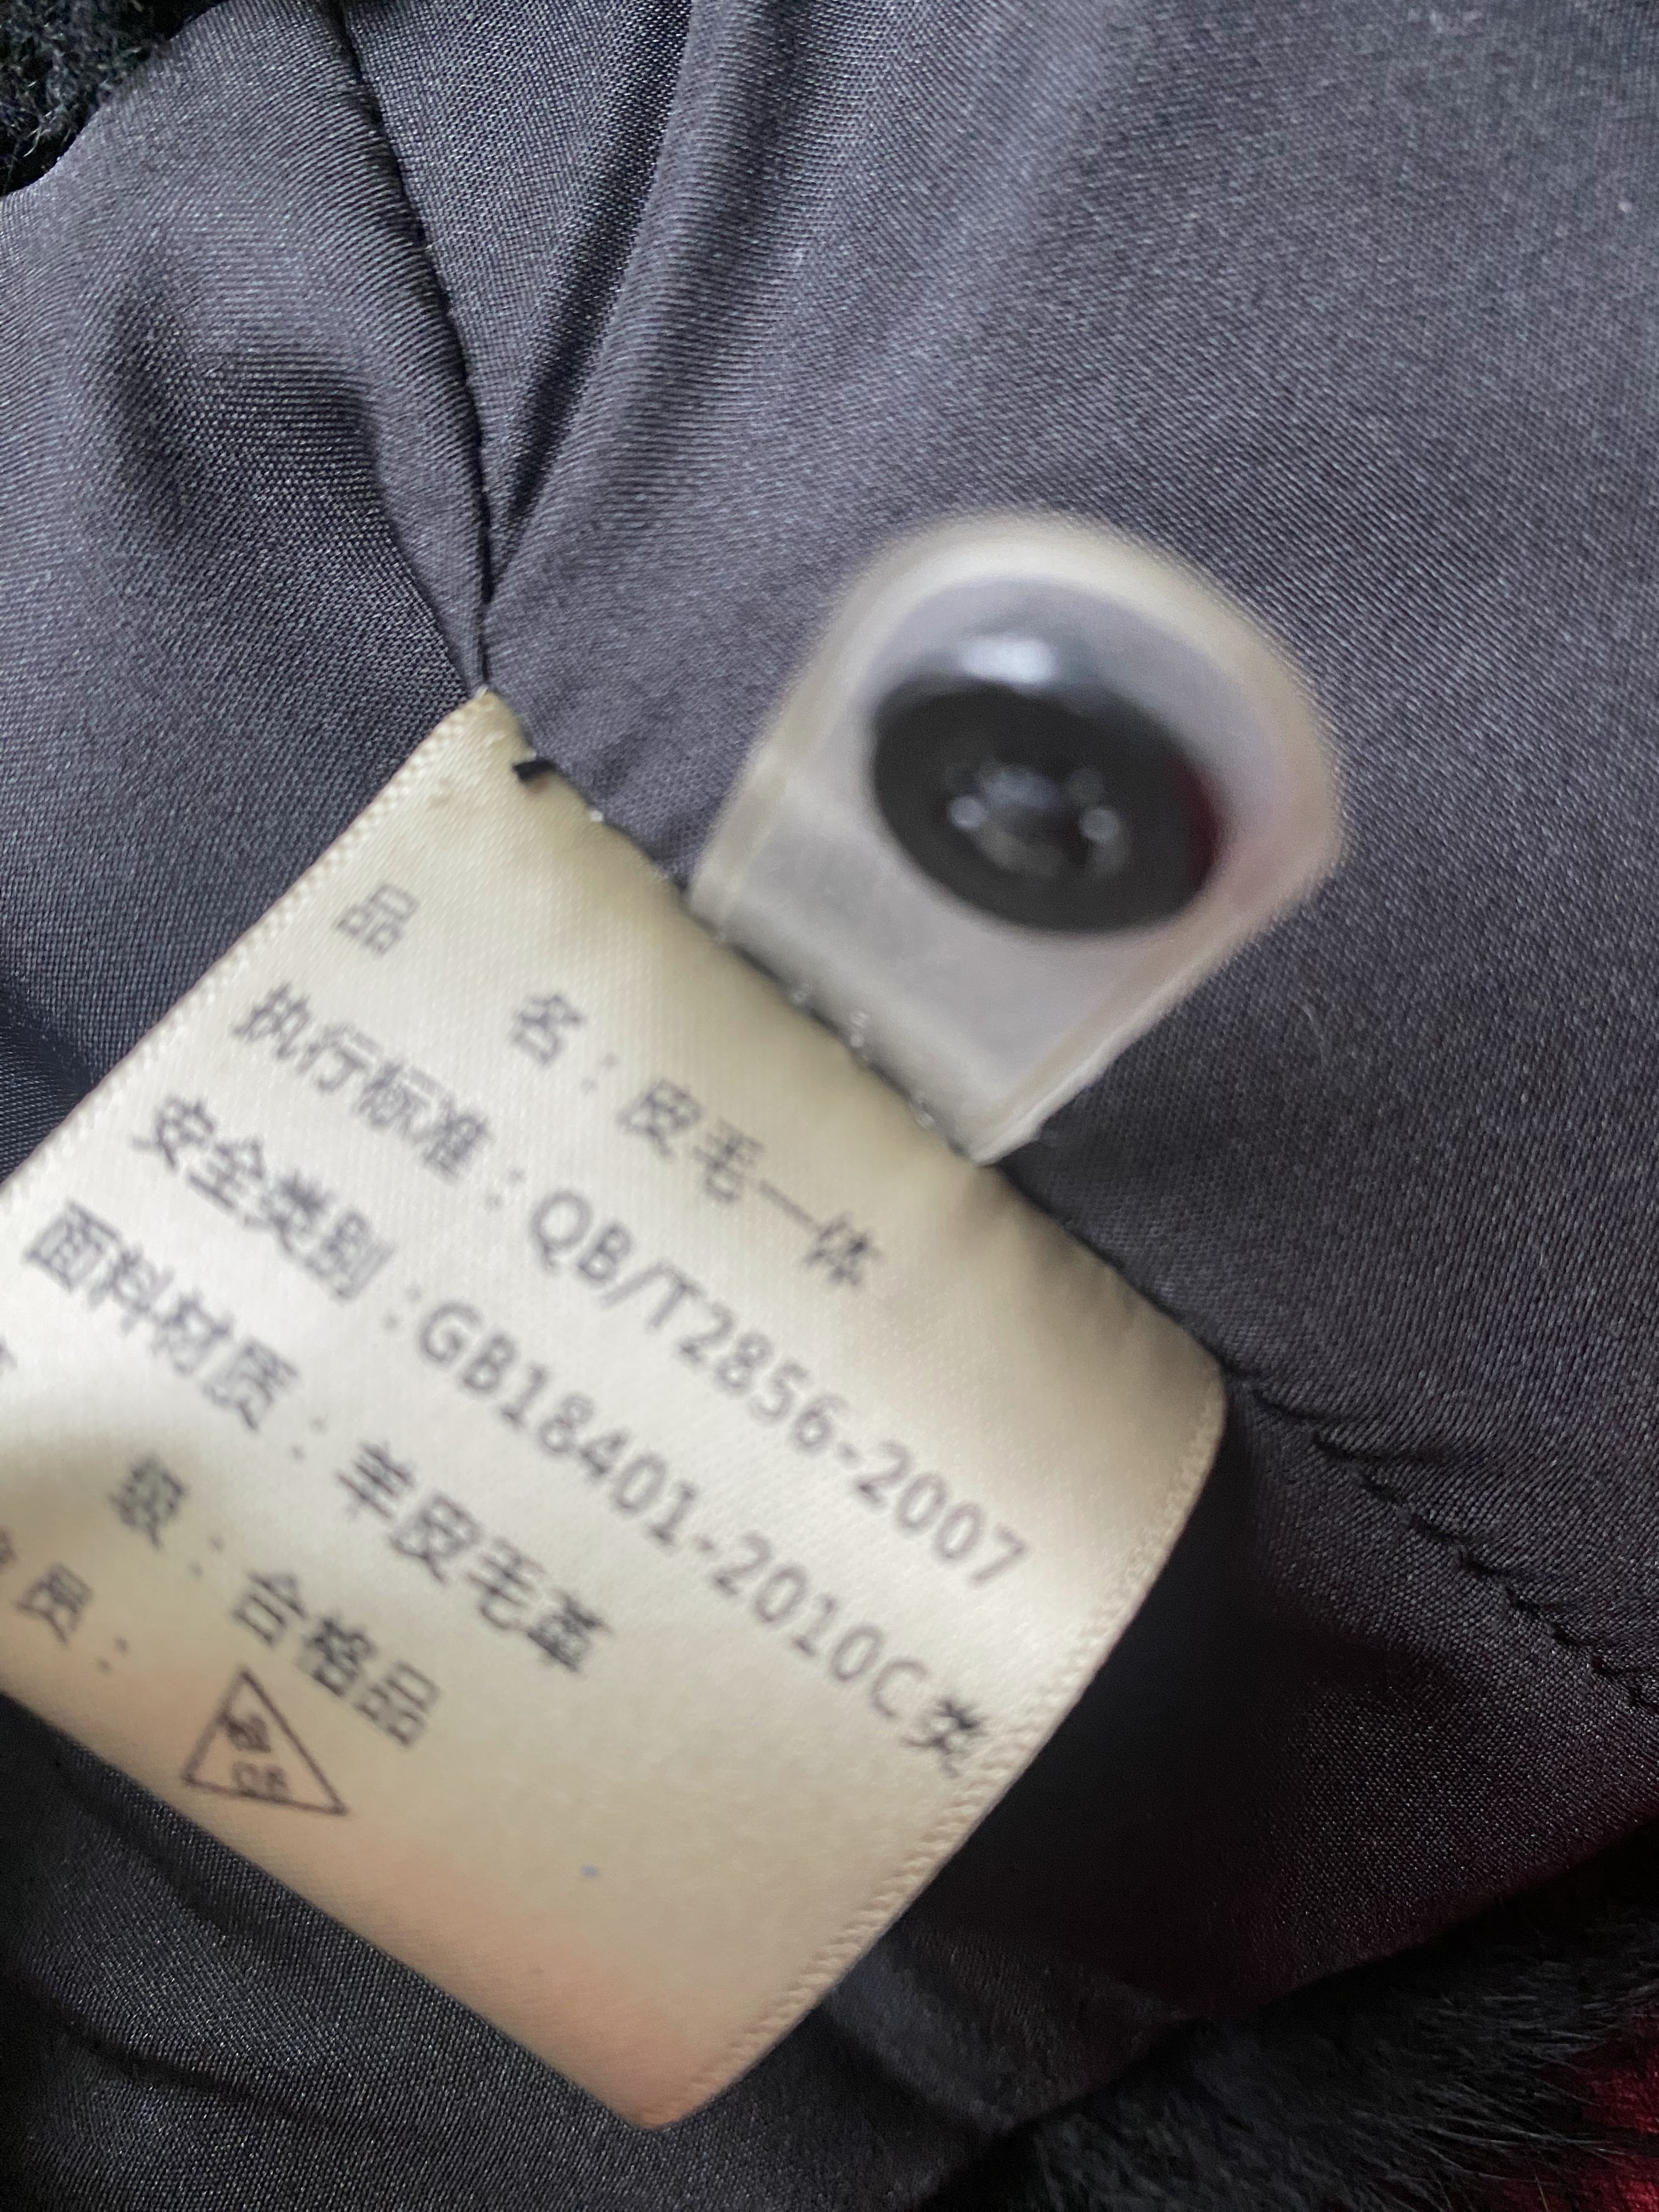 品 名：皮毛一体
执行标准：QB/T2856-2007
安全类别：GB18401-2010C类
面料材质：羊皮毛革
级：合格品
员：